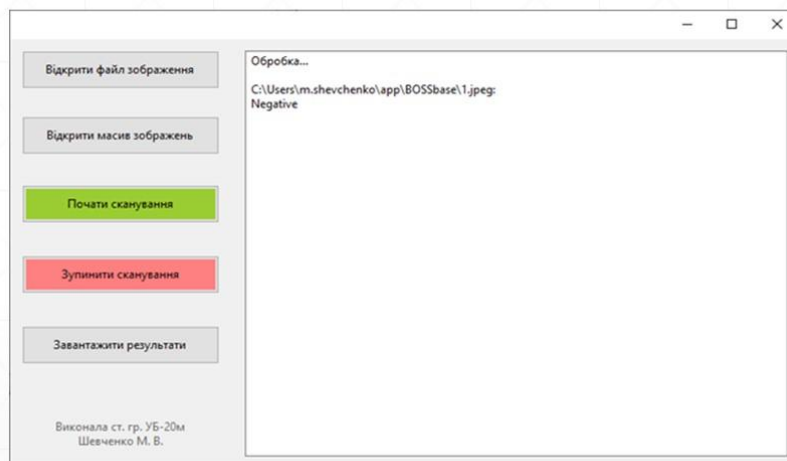 Відкрити файл зображення
Відкрити масив зображень
Почати сканування
Зупинити сканування
Завантажити результати
Виконала ст. гр. УБ-20м
Шевченко М. В.
Обробка...
C:\Users\m.shevchenko\app\BOSSbase\1.jpeg:
Negative